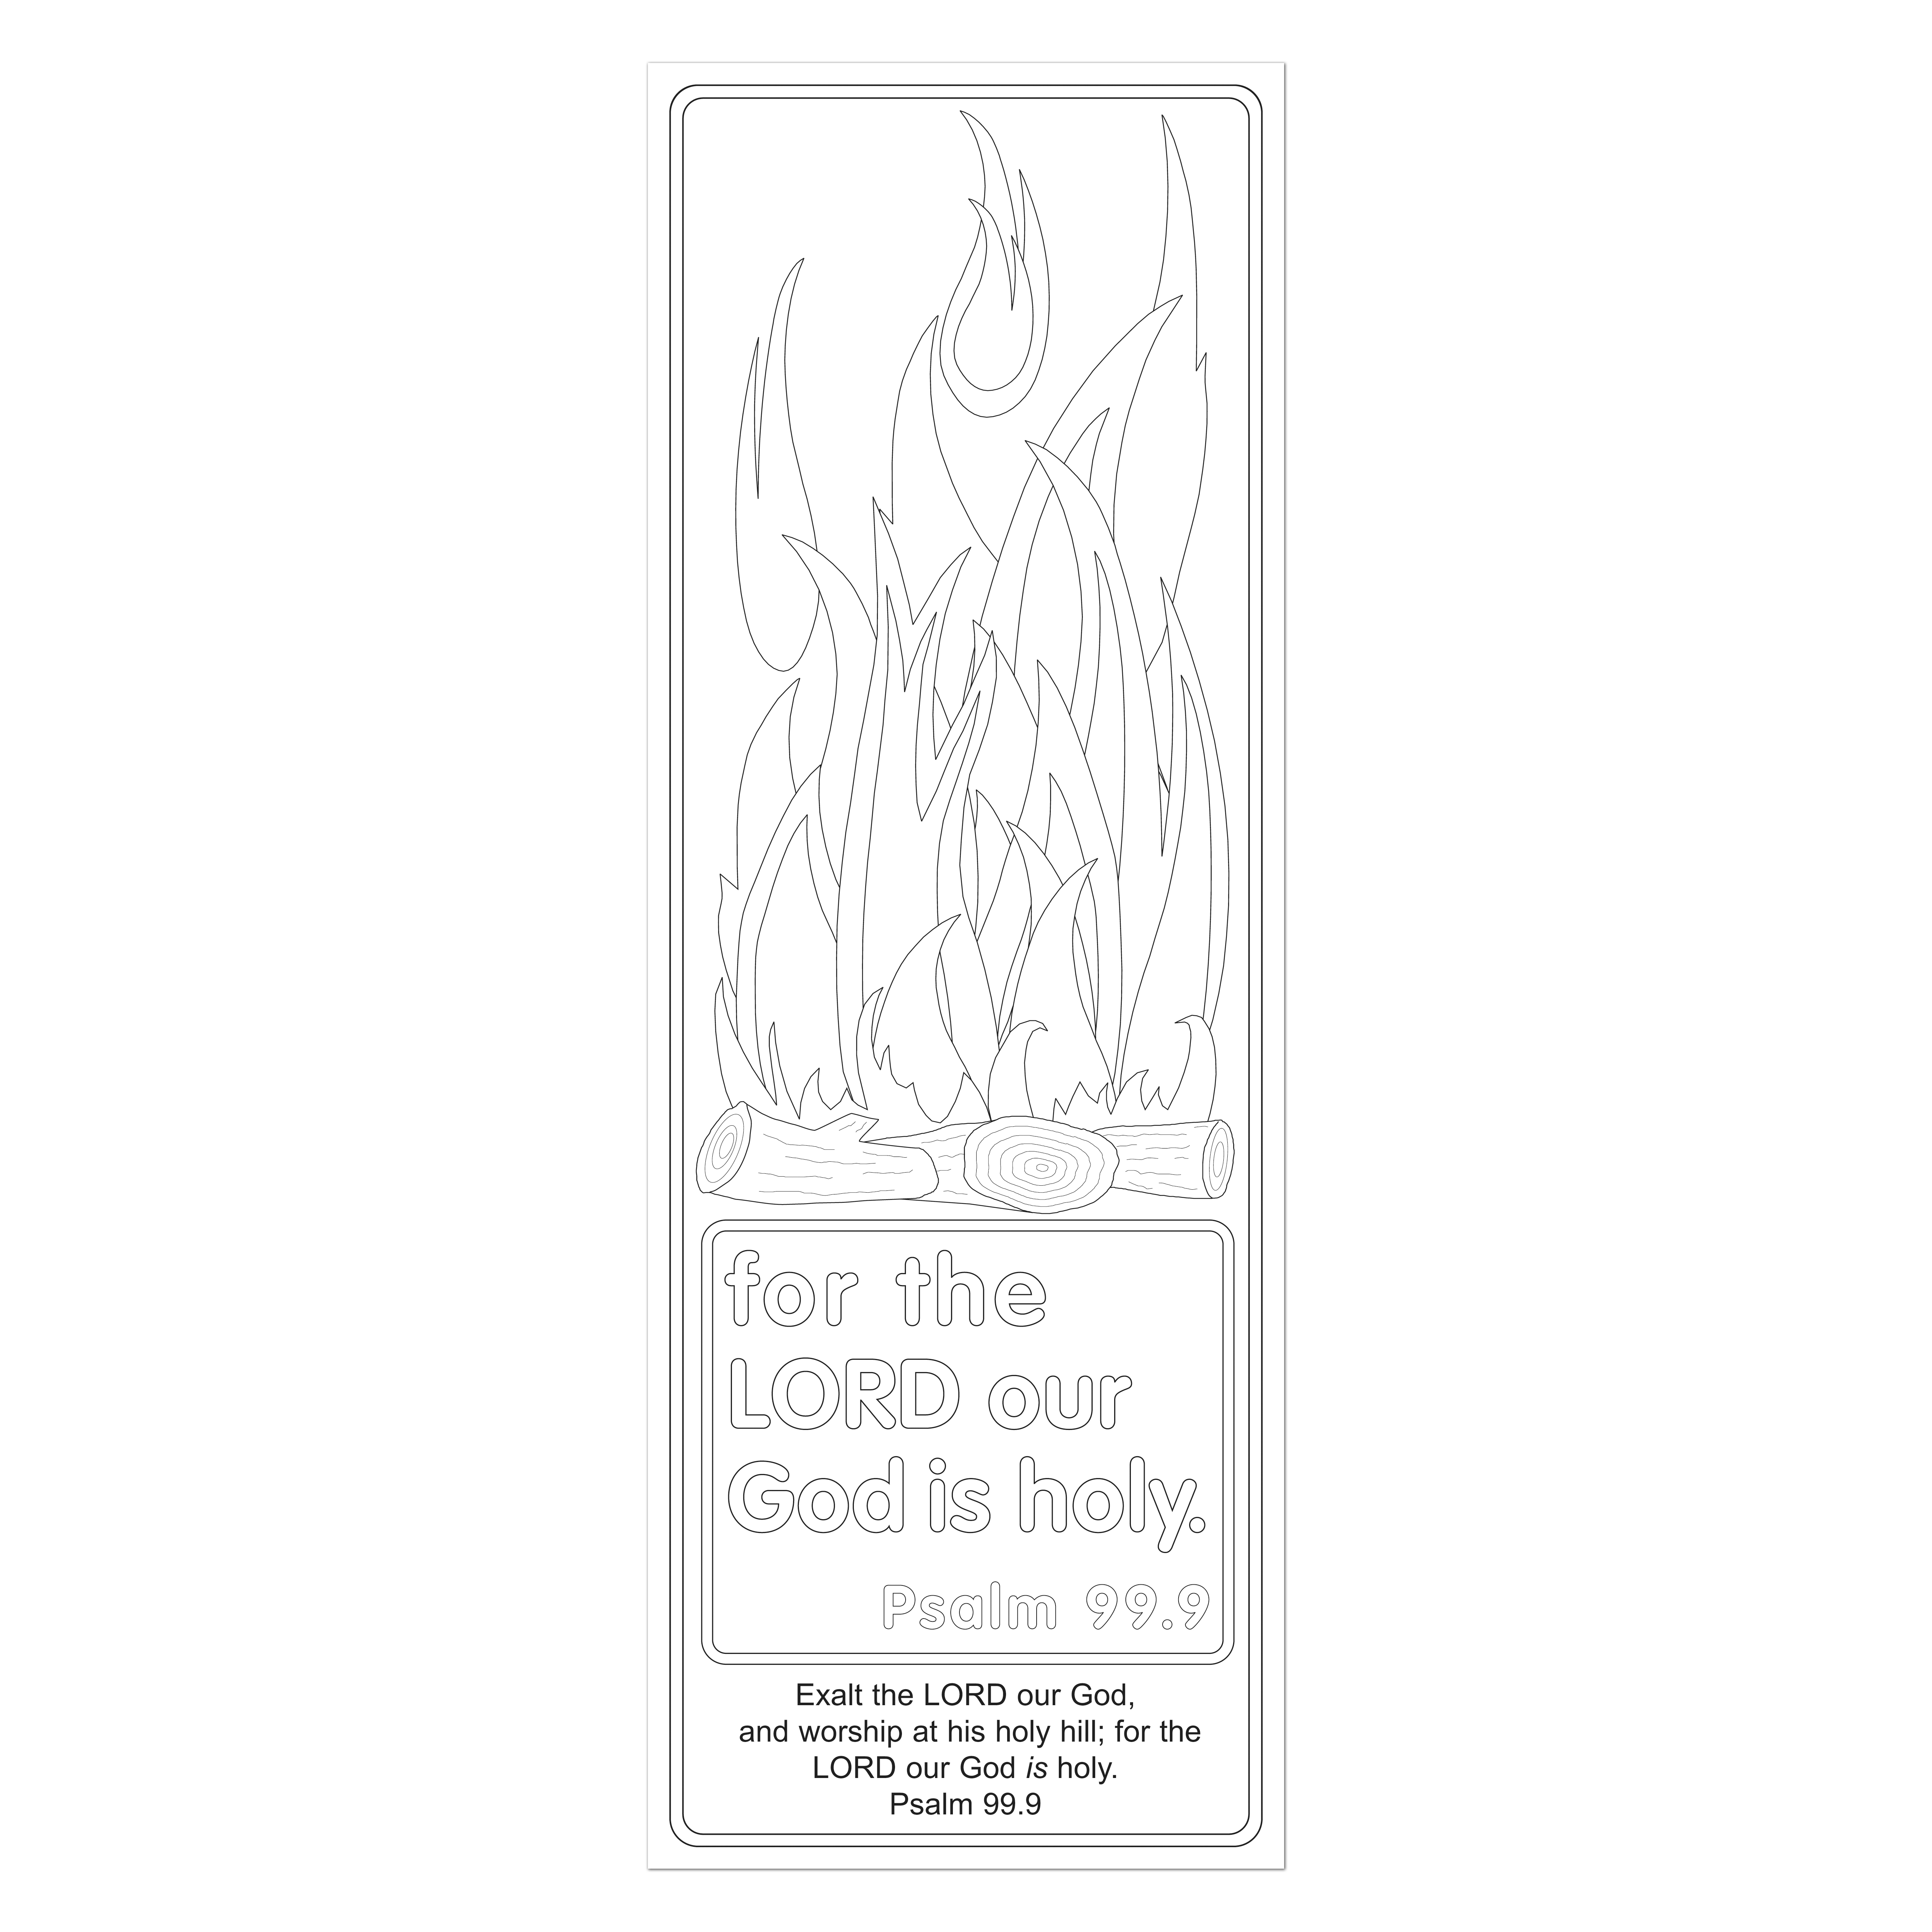 for the
LORD our
God is holy.
Psalm 99.9
Exalt the LORD our God,
and worship at his holy hill; for the
LORD our God is holy.
Psalm 99.9